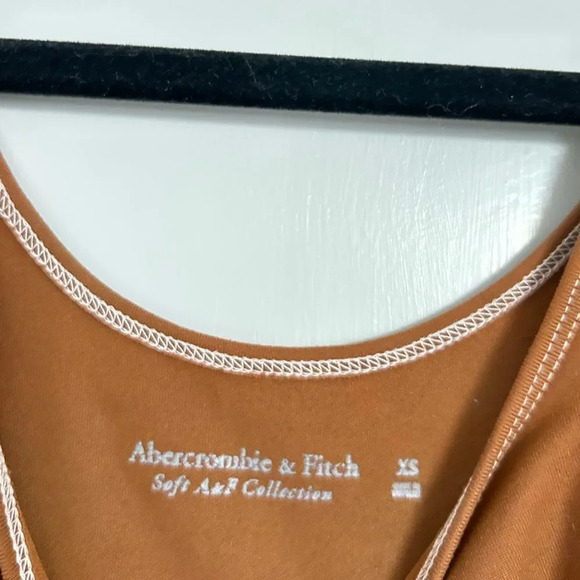 Abercrombie & Fitch XS
Soft A&F Collection